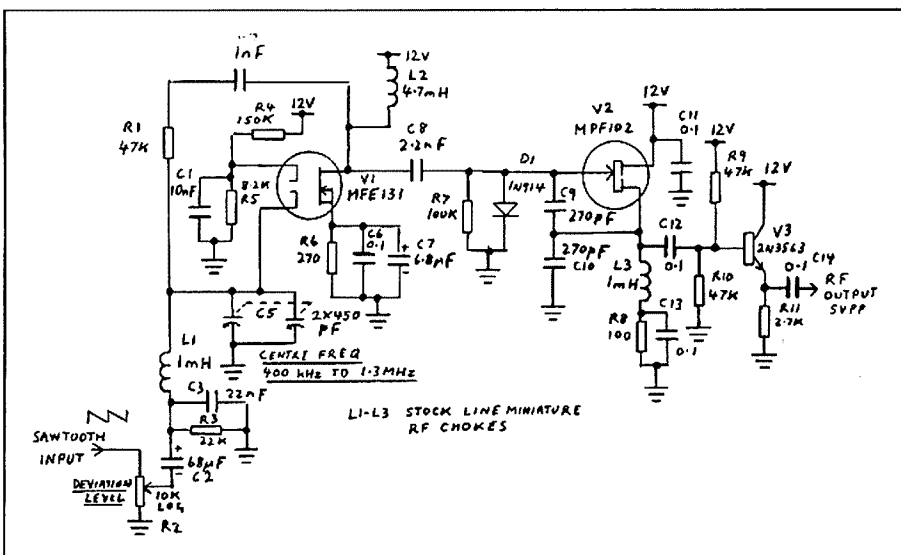 1nF
12V
L2
4.7mH
R4
150K
12V
R1
47K
C1
10nF
8.2K
R5
V1
MFE131
C8
2.2nF
R6
270
C6
0.1
C7
6.8µF
R7
100K
D1
1N914
V2
MPF102
12V
C11
0.1
C9
270pF
270pF
C10
C12
0.1
12V
R9
47K
V3
2N3563
C14
0.1
RF
OUTPUT
5VPP
R10
47K
R11
2.7K
L3
1mH
C13
0.1
R8
100
C5
2X450
pF
CENTRE FREQ
400 kHz TO 1.3MHz
L1
1mH
C3
22nF
R3
22K
SAWTOOTH
INPUT
68µF
C2
DEVIATION
LEVEL
10K
LOG
R2
L1-L3 STOCK LINE MINIATURE
RF CHOKES